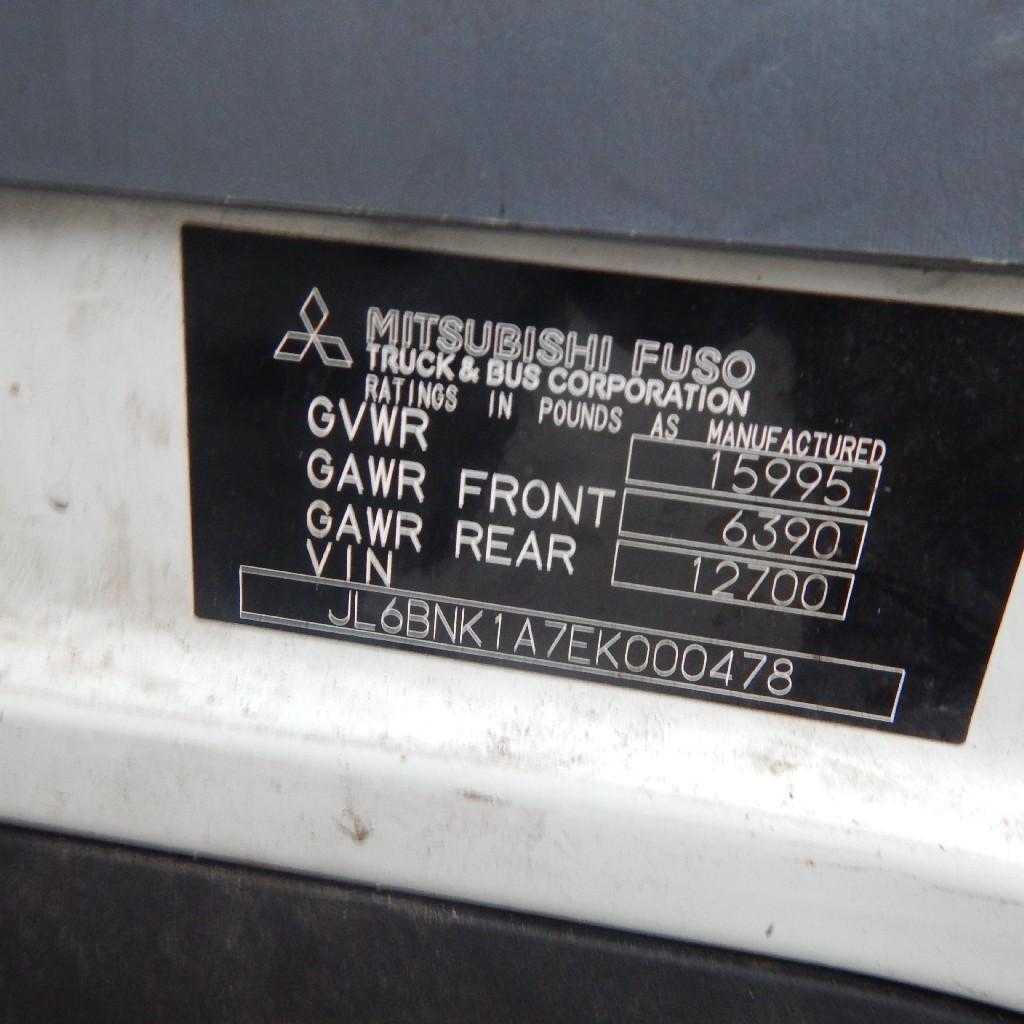 MITSUBISHI FUSO
TRUCK & BUS CORPORATION
RATINGS IN POUNDS AS MANUFACTURED
GVWR 15995
GAWR FRONT 6390
GAWR REAR 12700
VIN
JL6BNK1A7EK000478